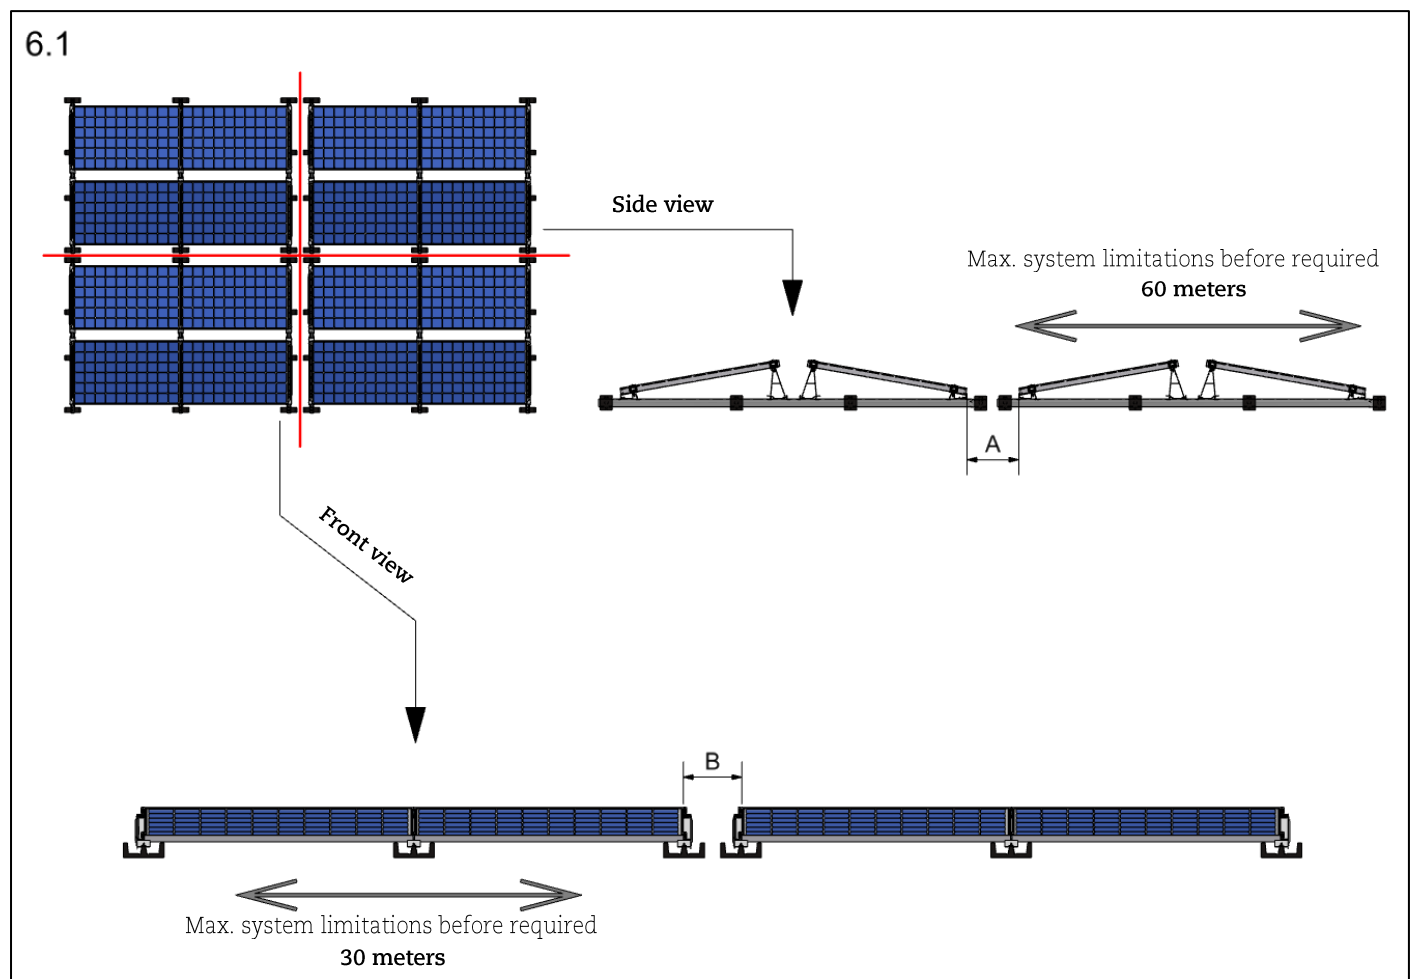 6.1
Side view
Max. system limitations before required
60 meters
A
Front view
B
Max. system limitations before required
30 meters